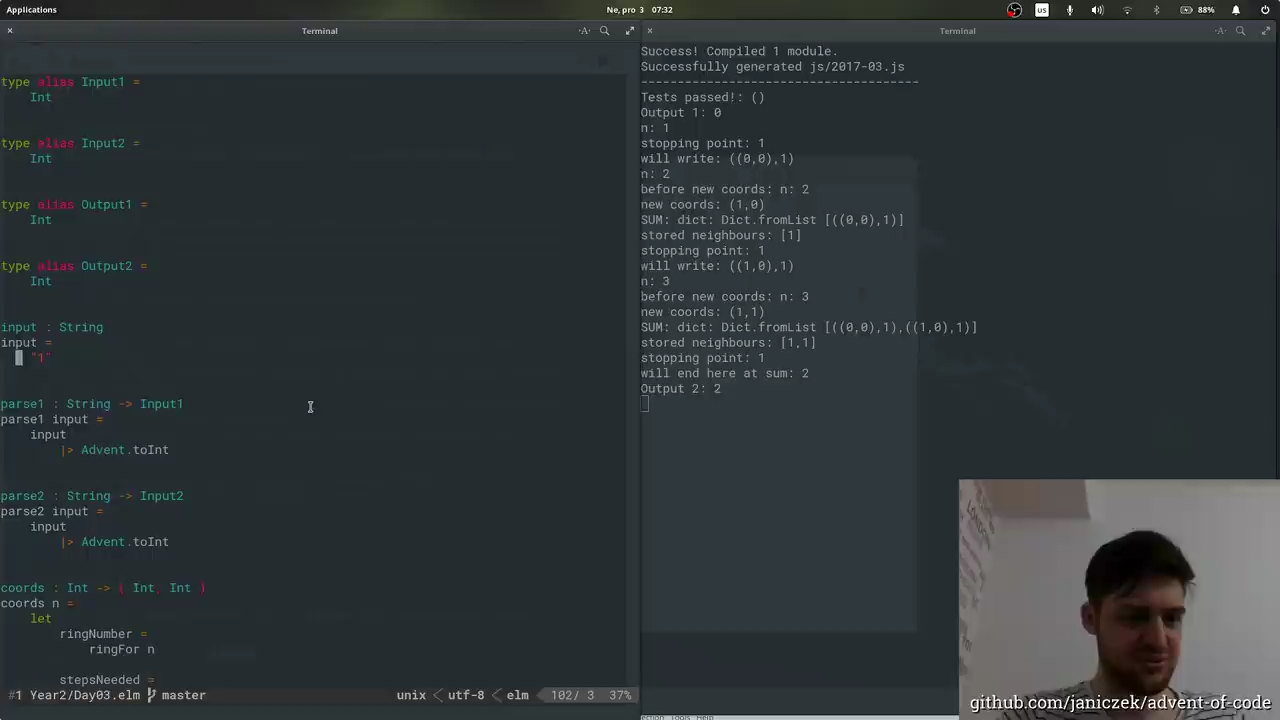 Applications
Ne, pro 3 07:32
us
88%
Terminal
type alias Input1 =
Int
type alias Input2 =
Int
type alias Output1 =
Int
type alias Output2 =
Int
input : String
input =
"1"
parse1 : String -> Input1
parse1 input =
input
|> Advent.toInt
parse2 : String -> Input2
parse2 input =
input
|> Advent.toInt
coords : Int -> ( Int, Int )
coords n =
let
ringNumber =
ringFor n
stepsNeeded =
#1 Year2/Day03.elm master unix < utf-8 < elm 102/ 3 37%
Terminal
Success! Compiled 1 module.
Successfully generated js/2017-03.js
-------------------------------------
Tests passed!: ()
Output 1: 0
n: 1
stopping point: 1
will write: ((0,0),1)
n: 2
before new coords: n: 2
new coords: (1,0)
SUM: dict: Dict.fromList [((0,0),1)]
stored neighbours: [1]
stopping point: 1
will write: ((1,0),1)
n: 3
before new coords: n: 3
new coords: (1,1)
SUM: dict: Dict.fromList [((0,0),1),((1,0),1)]
stored neighbours: [1,1]
stopping point: 1
will end here at sum: 2
Output 2: 2
LONDON
github.com/janiczek/advent-of-code